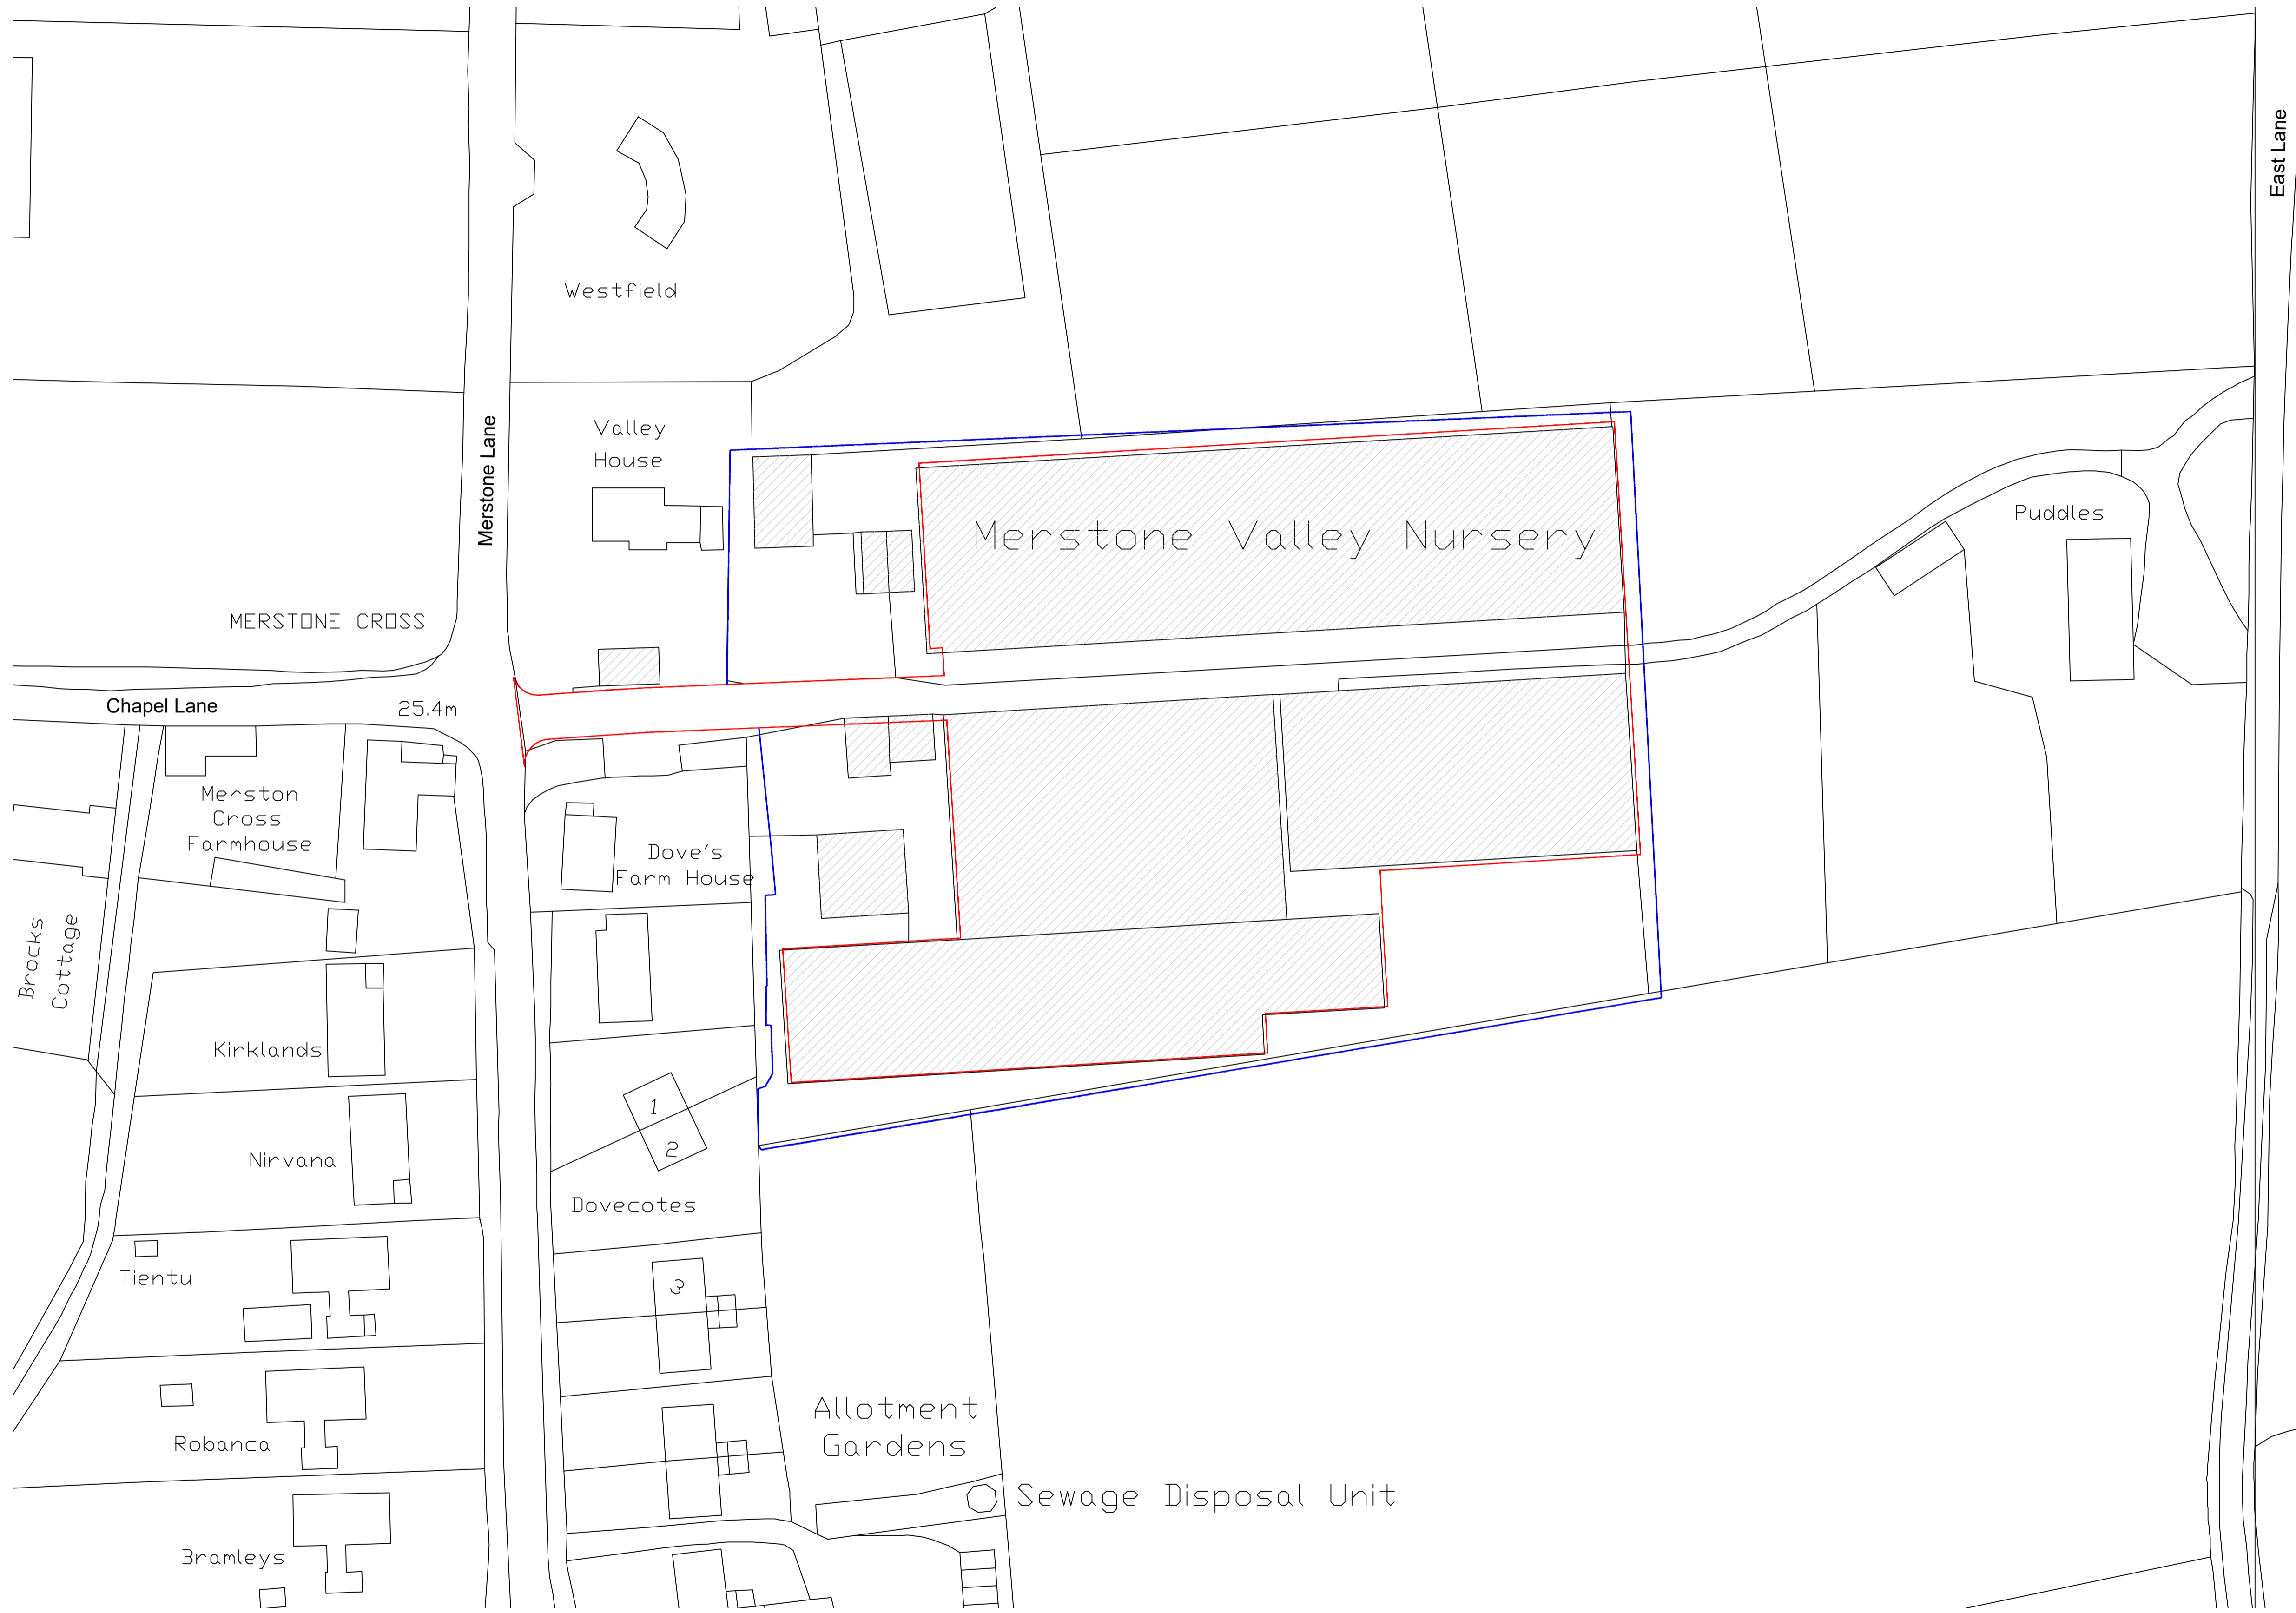 East Lane
Westfield
Merstone Lane
Valley
House
Merstone Valley Nursery
Puddles
MERSTONE CROSS
Chapel Lane
25.4m
Merston
Cross
Farmhouse
Dove's
Farm House
Brocks
Cottage
Kirklands
1
2
Nirvana
Dovecotes
Tientu
3
Allotment
Gardens
Robanca
Sewage Disposal Unit
Bramleys